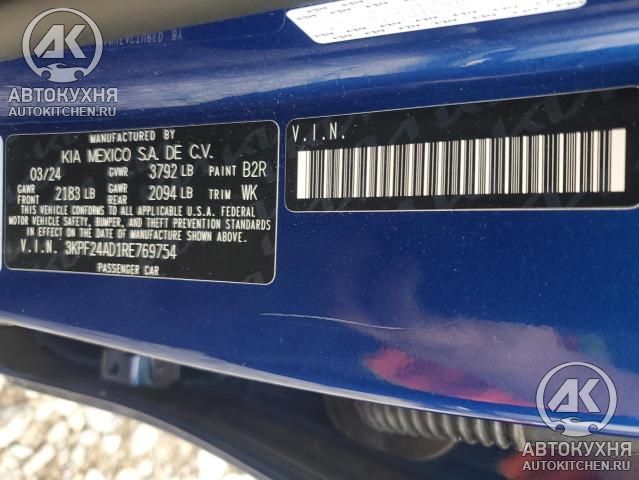 АВТОКУХНЯ
AUTOKITCHEN.RU
MANUFACTURED BY
KIA MEXICO S.A. DE C.V.
03/24 GVWR 3792 LB PAINT B2R
GAWR FRONT 2183 LB GAWR REAR 2094 LB TRIM WK
THIS VEHICLE CONFORMS TO ALL APPLICABLE U.S.A. FEDERAL
MOTOR VEHICLE SAFETY, BUMPER, AND THEFT PREVENTION STANDARDS
IN EFFECT ON THE DATE OF MANUFACTURE SHOWN ABOVE.
V.I.N. 3KPF24AD1RE769754
PASSENGER CAR
V.I.N.
АК
АВТОКУХНЯ
AUTOKITCHEN.RU